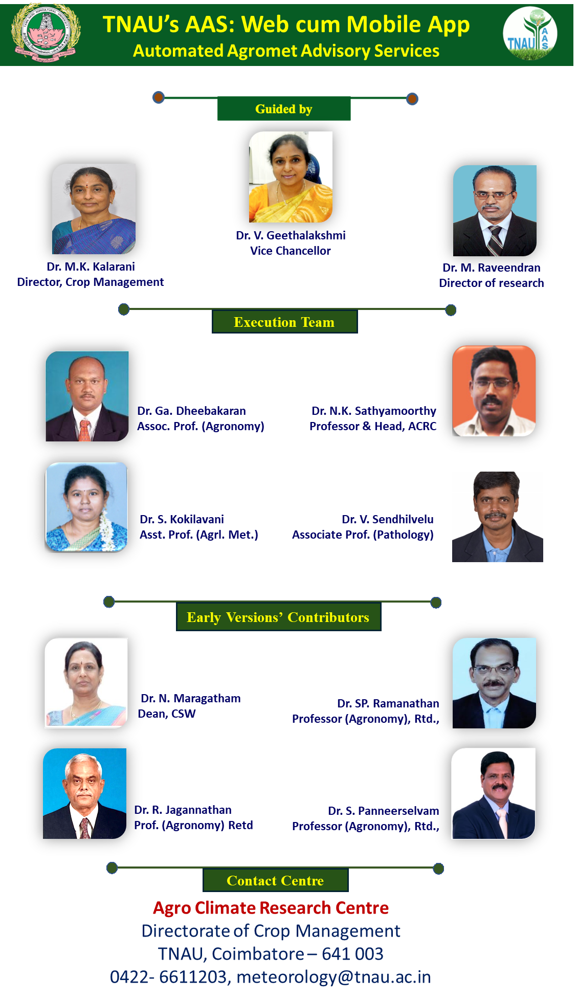 TNAU's AAS: Web cum Mobile App
Automated Agromet Advisory Services
TAMIL NADU AGRICULTURAL UNIVERSITY
TNAU AAS
Guided by
Dr. V. Geethalakshmi
Vice Chancellor
Dr. M.K. Kalarani
Director, Crop Management
Dr. M. Raveendran
Director of research
Execution Team
Dr. Ga. Dheebakaran
Assoc. Prof. (Agronomy)
Dr. N.K. Sathyamoorthy
Professor & Head, ACRC
Dr. S. Kokilavani
Asst. Prof. (Agrl. Met.)
Dr. V. Sendhilvelu
Associate Prof. (Pathology)
Early Versions’ Contributors
Dr. N. Maragatham
Dean, CSW
Dr. SP. Ramanathan
Professor (Agronomy), Rtd.,
Dr. R. Jagannathan
Prof. (Agronomy) Retd
Dr. S. Panneerselvam
Professor (Agronomy), Rtd.,
Contact Centre
Agro Climate Research Centre
Directorate of Crop Management
TNAU, Coimbatore – 641 003
0422- 6611203, meteorology@tnau.ac.in